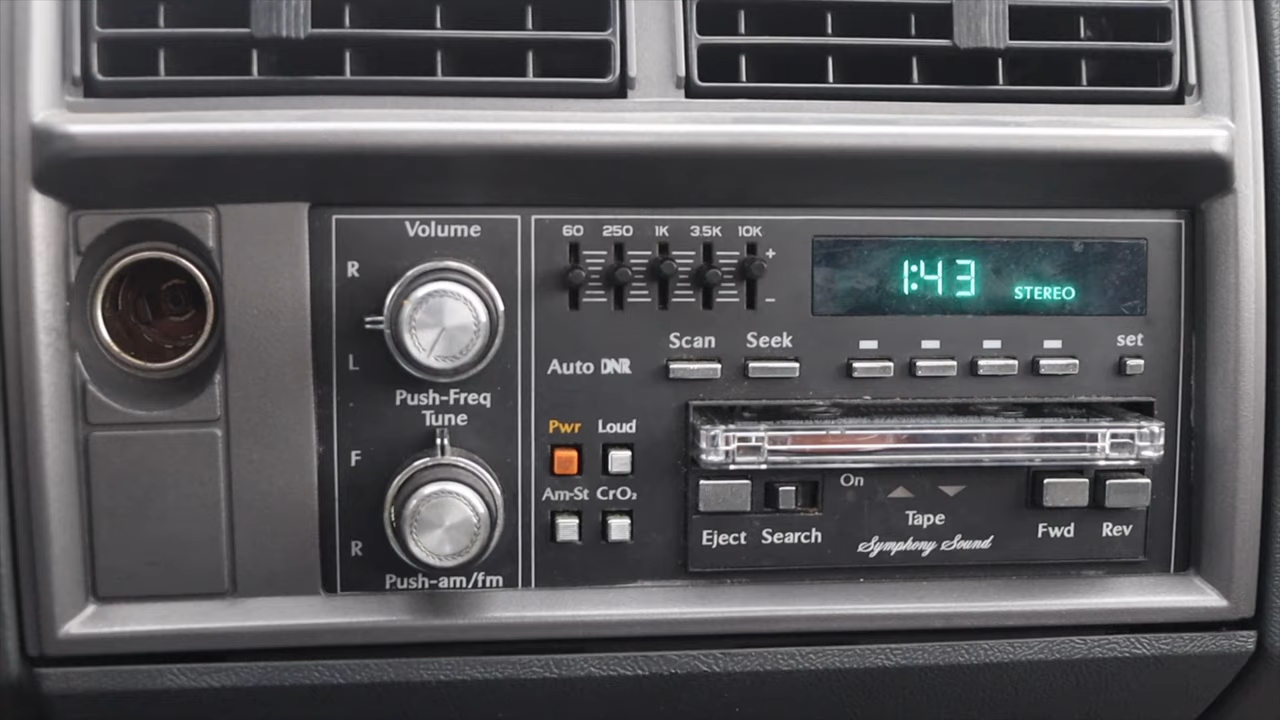 Volume
R
L
Push-Freq
Tune
F
R
Push-am/fm
60 250 1K 3.5K 10K
+
−
1:43
STEREO
Scan Seek
set
Auto DNR
Pwr Loud
Am-St CrO₂
On
Eject Search
Tape
Symphony Sound
Fwd Rev